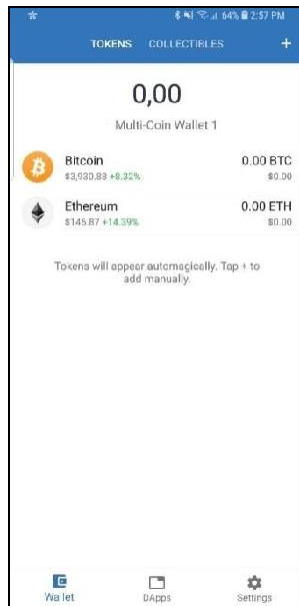 64% 2:57 PM
TOKENS COLLECTIBLES +
0,00
Multi-Coin Wallet 1
Bitcoin 0.00 BTC
$3,930.83 +8.32% $0.00
Ethereum 0.00 ETH
$145.87 +14.39% $0.00
Tokens will appear automagically. Tap + to
add manually.
Wallet DApps Settings